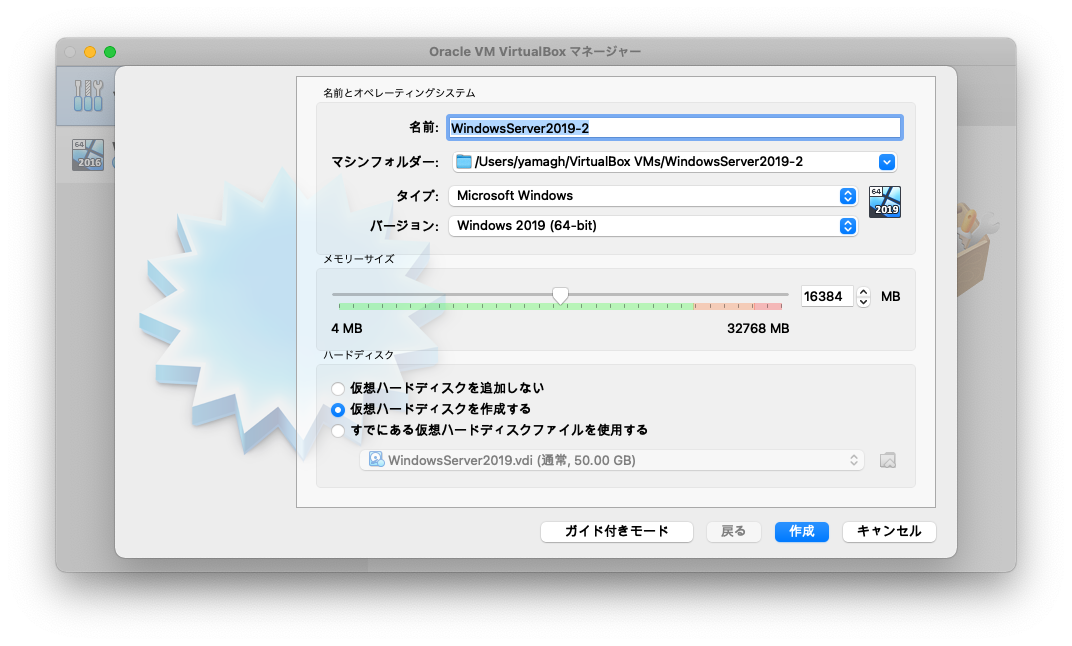 Oracle VM VirtualBox マネージャー
64
2016
名前とオペレーティングシステム
名前:
WindowsServer2019-2
マシンフォルダー:
/Users/yamagh/VirtualBox VMs/WindowsServer2019-2
タイプ:
Microsoft Windows
64
2019
バージョン:
Windows 2019 (64-bit)
メモリーサイズ
16384
MB
4 MB
32768 MB
ハードディスク
仮想ハードディスクを追加しない
仮想ハードディスクを作成する
すでにある仮想ハードディスクファイルを使用する
WindowsServer2019.vdi (通常, 50.00 GB)
ガイド付きモード
戻る
作成
キャンセル